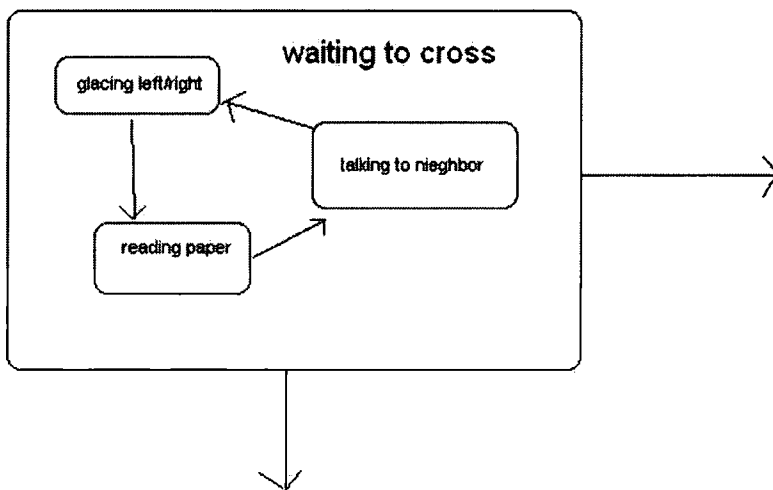 waiting to cross
glacing left/right
talking to nieghbor
reading paper